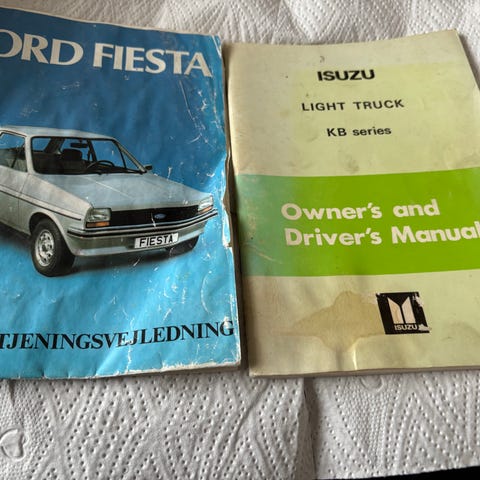 ORD FIESTA
FIESTA
TJENINGSVEJLEDNING
ISUZU
LIGHT TRUCK
KB series
Owner's and
Driver's Manual
ISUZU